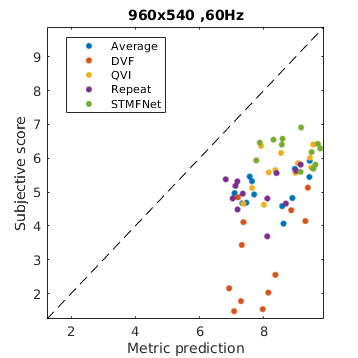 960x540 ,60Hz
Average
DVF
QVI
Repeat
STMFNet
9
8
7
6
5
4
3
2
Subjective score
2 4 6 8
Metric prediction